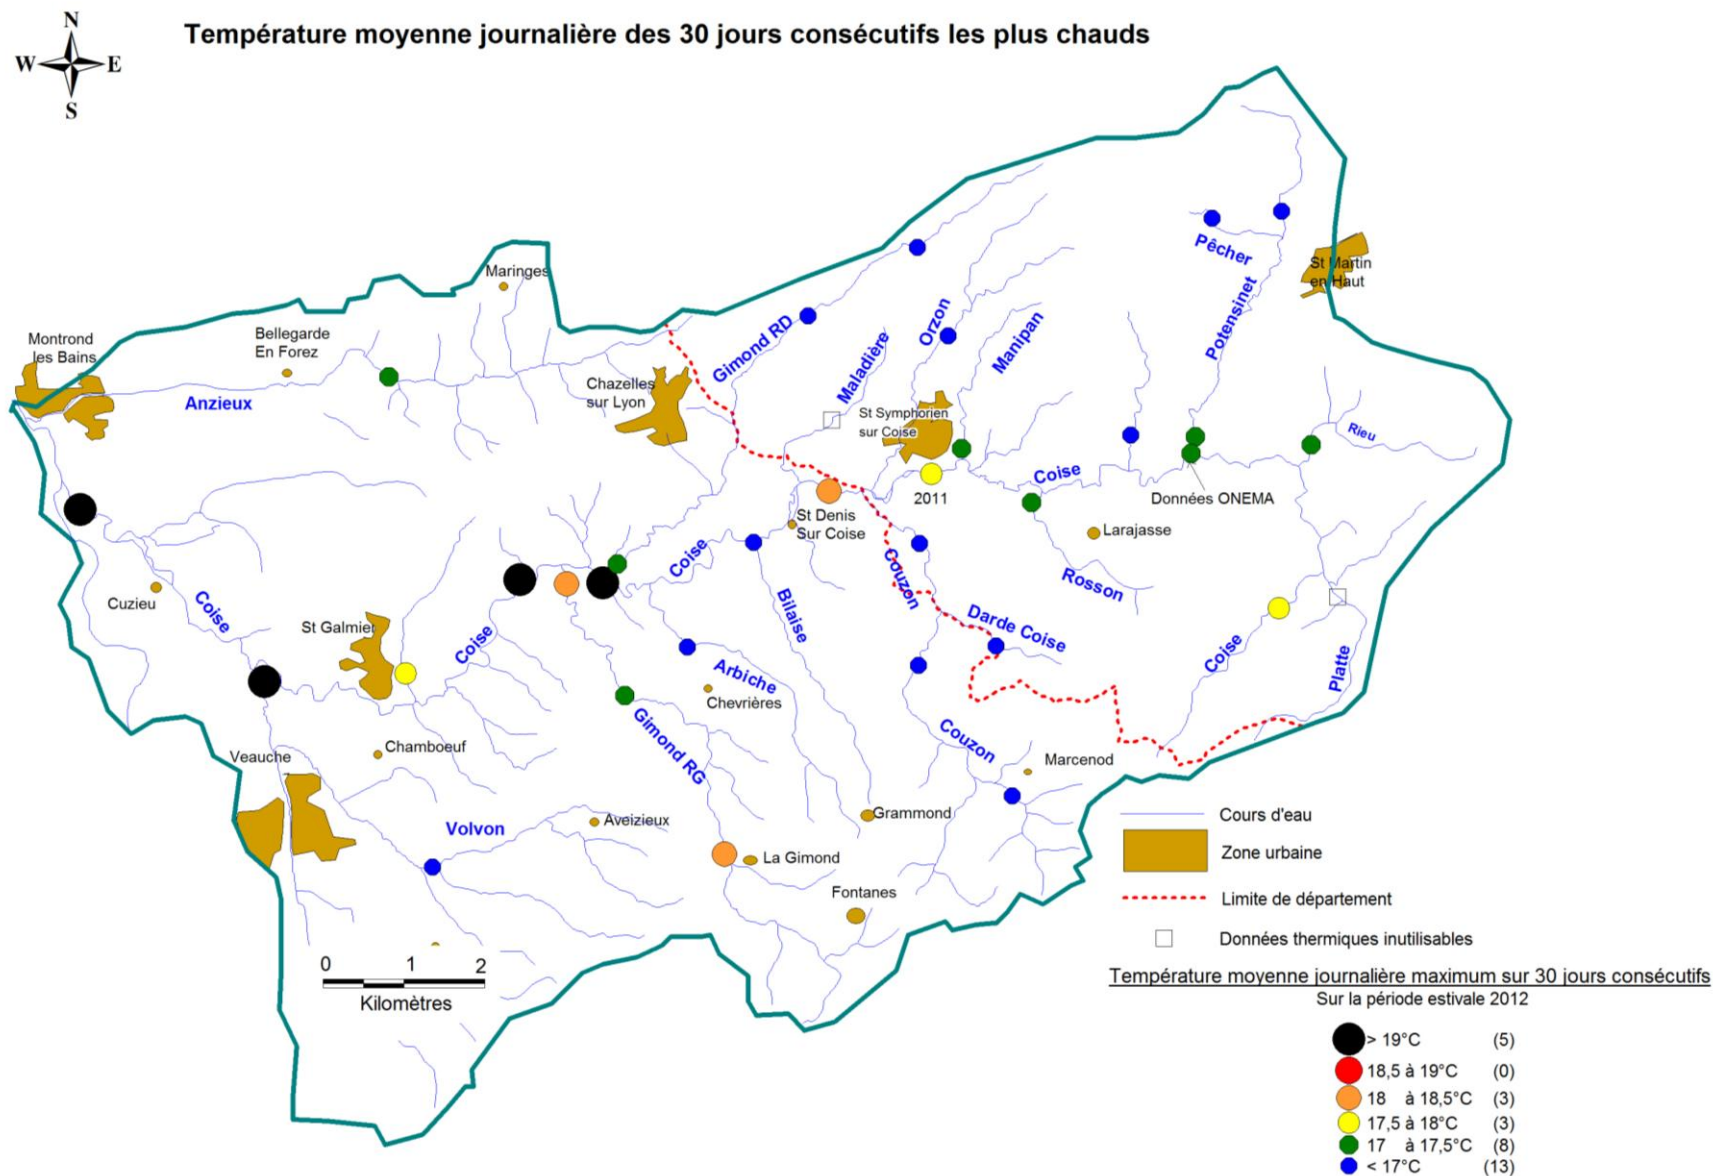 Température moyenne journalière des 30 jours consécutifs les plus chauds
N
W E
S
Maringes
Montrond
les Bains
Bellegarde
En Forez
Anzieux
Chazelles
sur Lyon
Gimond RD
Maladière
Orzon
Manipan
Pêcher
Potensinet
St Martin
en Haut
St Symphorien
sur Coise
Rieu
Coise
2011
Données ONEMA
St Denis
Sur Coise
Larajasse
Cuzieu
Coise
Coise
Couzon
Rosson
Bilaise
Darde Coise
St Galmier
Coise
Coise
Platte
Arbiche
Chevrières
Gimond RG
Couzon
Marcenod
Veauche
Chamboeuf
Volvon
Aveizieux
Grammond
La Gimond
Fontanes
0 1 2
Kilomètres
Cours d'eau
Zone urbaine
Limite de département
Données thermiques inutilisables
Température moyenne journalière maximum sur 30 jours consécutifs
Sur la période estivale 2012
> 19°C (5)
18,5 à 19°C (0)
18 à 18,5°C (3)
17,5 à 18°C (3)
17 à 17,5°C (8)
< 17°C (13)